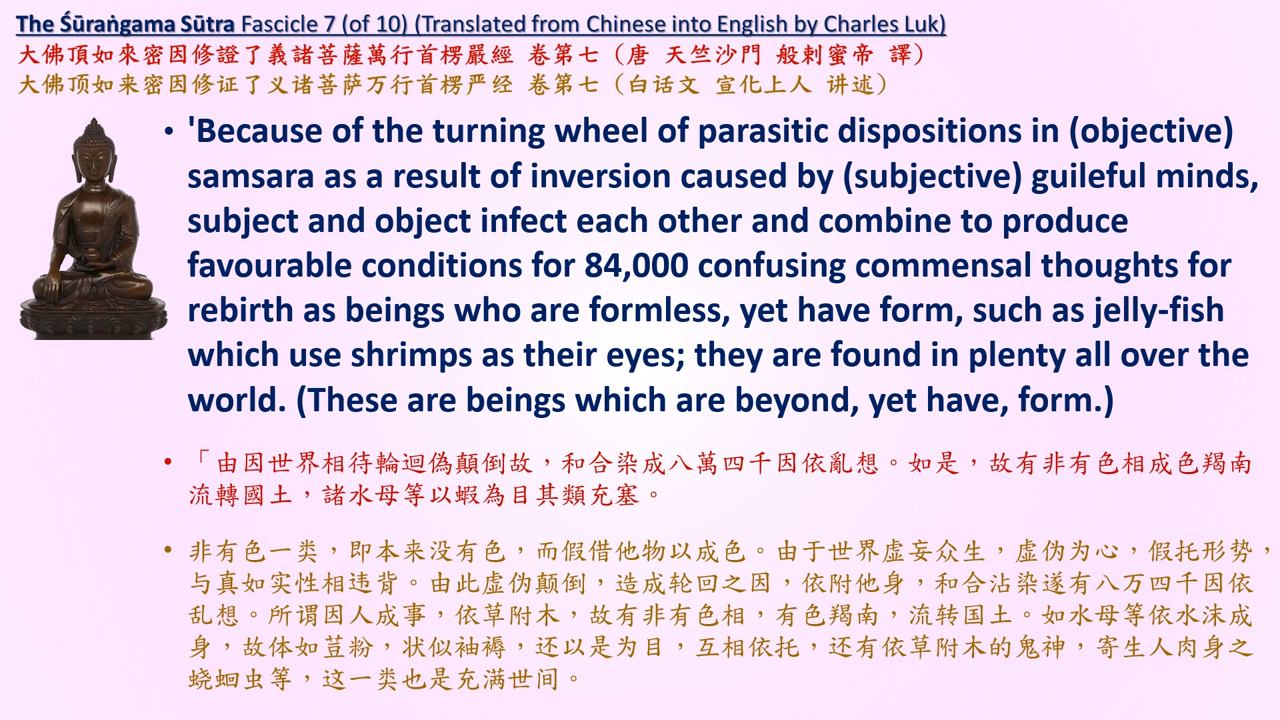 The Śūraṅgama Sūtra Fascicle 7 (of 10) (Translated from Chinese into English by Charles Luk)
大佛頂如來密因修證了義諸菩薩萬行首楞嚴經 卷第七（唐 天竺沙門 般剌蜜帝 譯）
大佛顶如来密因修证了义诸菩萨万行首楞严经 卷第七（白话文 宣化上人 讲述）
• 'Because of the turning wheel of parasitic dispositions in (objective)
samsara as a result of inversion caused by (subjective) guileful minds,
subject and object infect each other and combine to produce
favourable conditions for 84,000 confusing commensal thoughts for
rebirth as beings who are formless, yet have form, such as jelly-fish
which use shrimps as their eyes; they are found in plenty all over the
world. (These are beings which are beyond, yet have, form.)
• 「由因世界相待輪迴偽顛倒故，和合染成八萬四千因依亂想。如是，故有非有色相成色羯南
流轉國土，諸水母等以蝦為目其類充塞。
• 非有色一类，即本来没有色，而假借他物以成色。由于世界虚妄众生，虚伪为心，假托形势，
与真如实性相违背。由此虚伪颠倒，造成轮回之因，依附他身，和合沾染遂有八万四千因依
乱想。所谓因人成事，依草附木，故有非有色相，有色羯南，流转国土。如水母等依水沫成
身，故体如荳粉，状似袖褥，还以是为目，互相依托，还有依草附木的鬼神，寄生人肉身之
蛲蛔虫等，这一类也是充满世间。